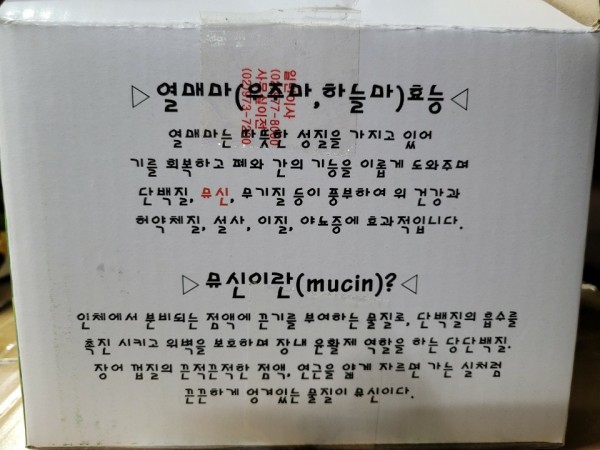 ▷열매마(우주마,하늘마)효능◁
열매마는 따뜻한 성질을 가지고 있어
기를 회복하고 폐와 간의 기능을 이롭게 도와주며
단백질, 뮤신, 무기질 등이 풍부하여 위 건강과
허약체질, 설사, 이질, 야뇨증에 효과적입니다.
▷뮤신이란(mucin)?◁
인체에서 분비되는 점액에 끈기를 부여하는 물질로, 단백질의 흡수를
촉진 시키고 위벽을 보호하며 장내 윤활제 역할을 하는 당단백질.
장어 껍질의 끈적끈적한 점액, 연근을 얇게 자르면 가는 실처럼
끈끈하게 엉겨있는 물질이 뮤신이다.